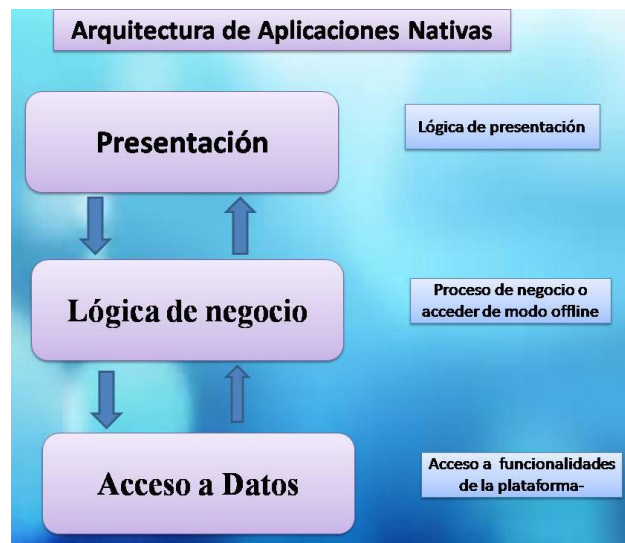 Arquitectura de Aplicaciones Nativas
Presentación
Lógica de presentación
Lógica de negocio
Proceso de negocio o
acceder de modo offline
Acceso a Datos
Acceso a funcionalidades
de la plataforma-